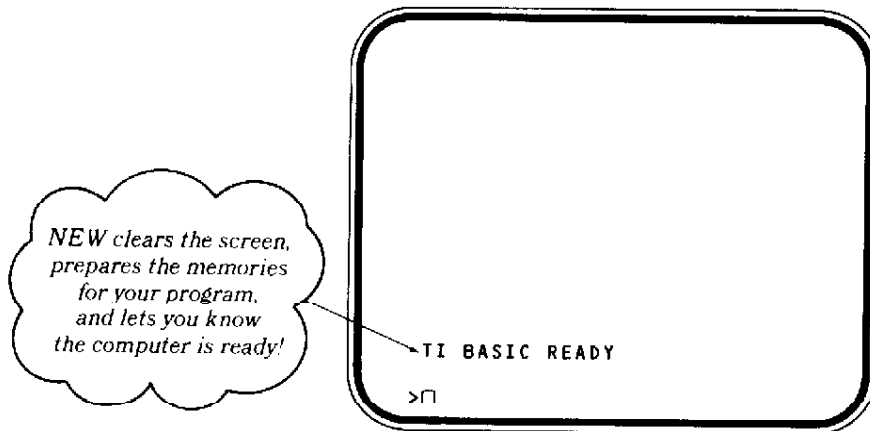 NEW clears the screen,
prepares the memories
for your program,
and lets you know
the computer is ready!
TI BASIC READY
>